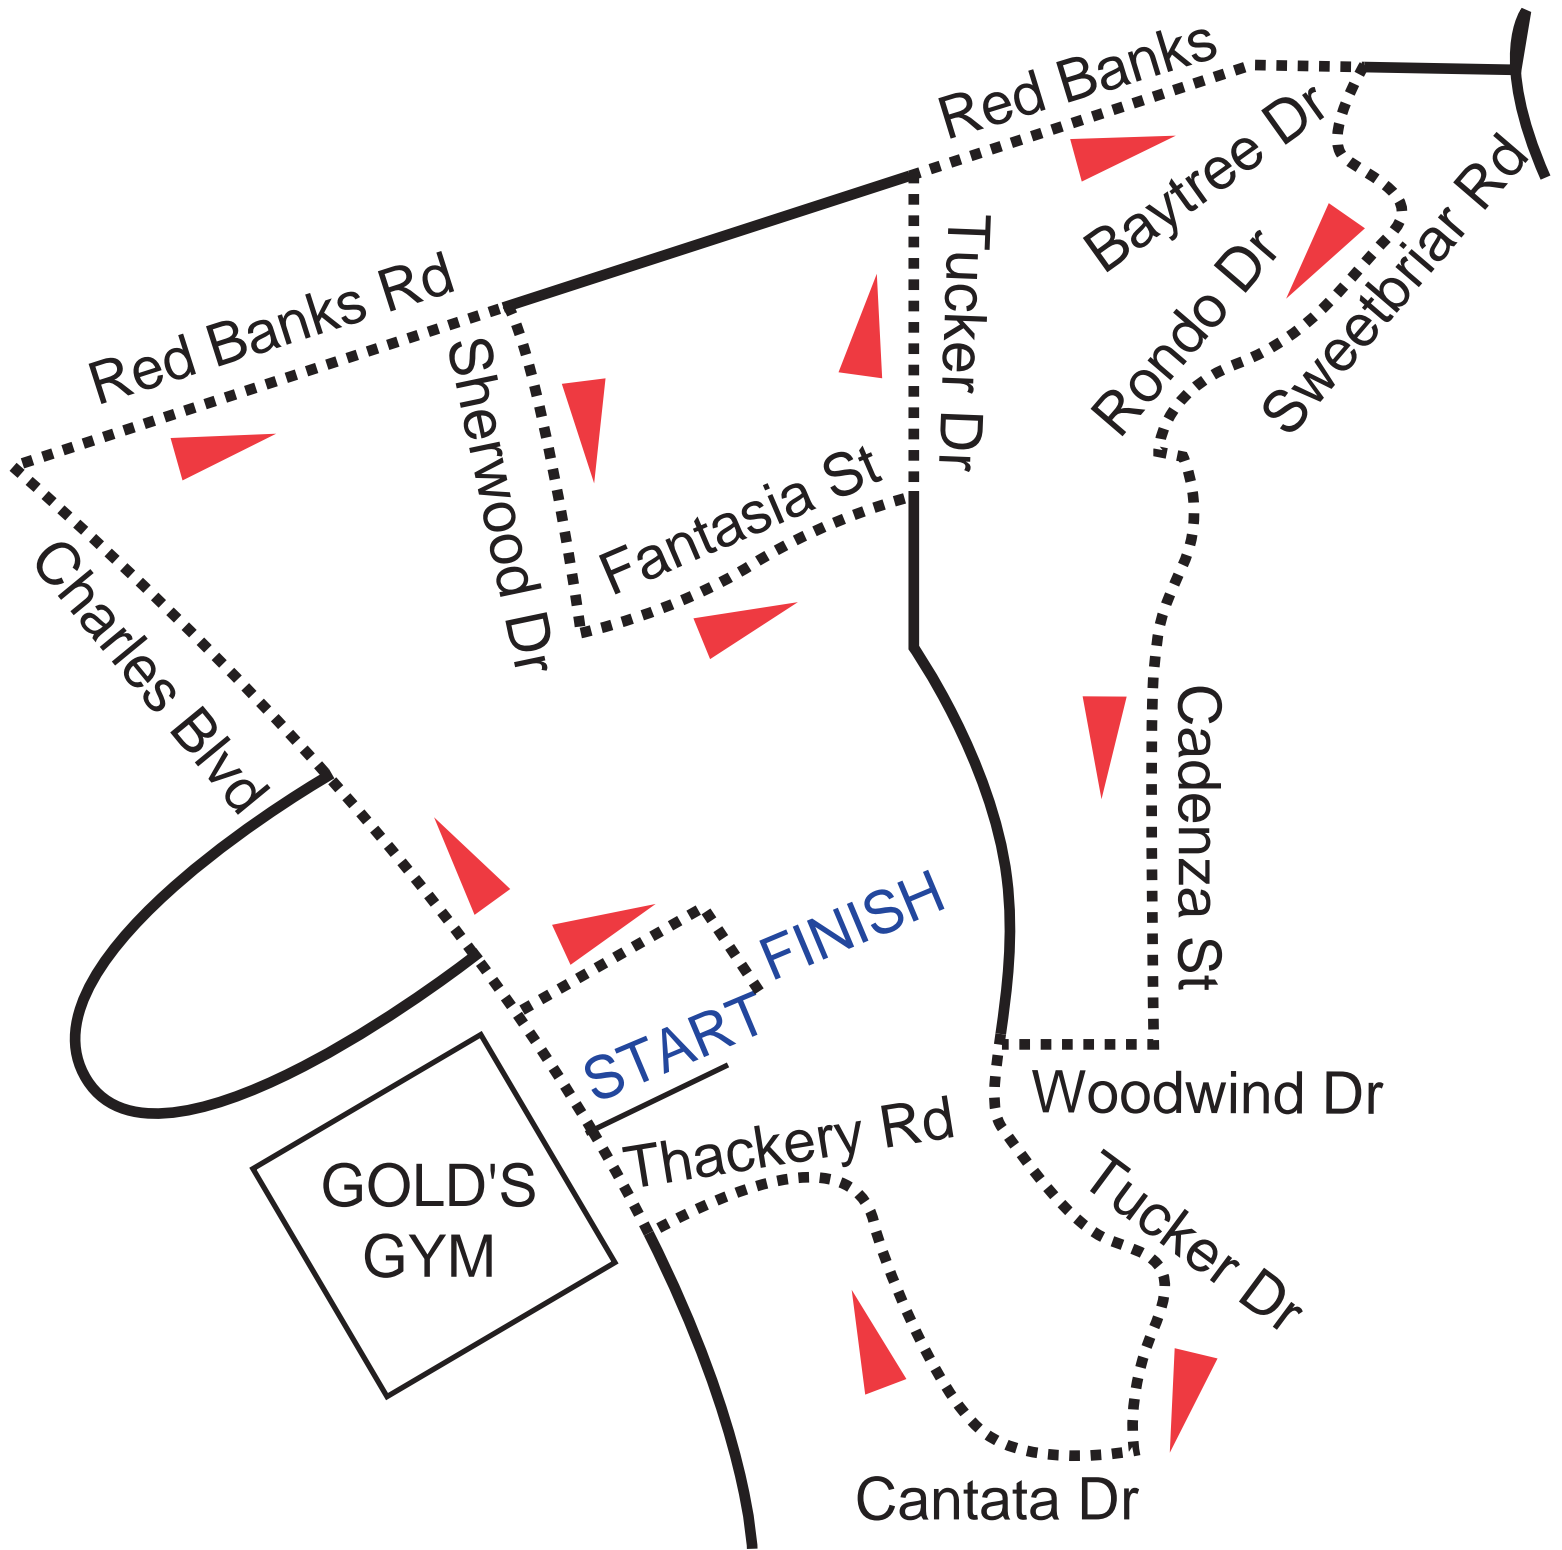 Red Banks
Baytree Dr
Sweetbriar Rd
Rondo Dr
Tucker Dr
Red Banks Rd
Sherwood Dr
Fantasia St
Charles Blvd
Cadenza St
FINISH
START
Woodwind Dr
Thackery Rd
Tucker Dr
GOLD'S
GYM
Cantata Dr